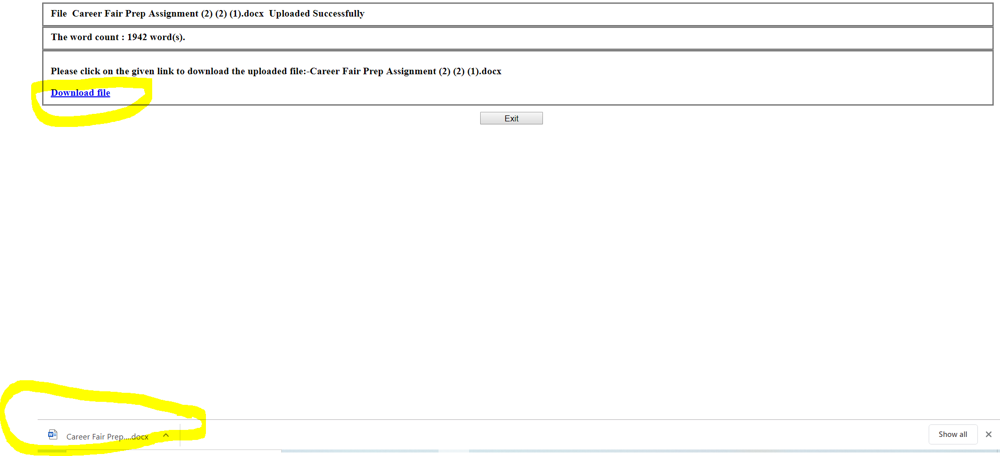 File  Career Fair Prep Assignment (2) (2) (1).docx  Uploaded Successfully
The word count : 1942 word(s).
Please click on the given link to download the uploaded file:-Career Fair Prep Assignment (2) (2) (1).docx
Download file
Exit
Career Fair Prep....docx
Show all